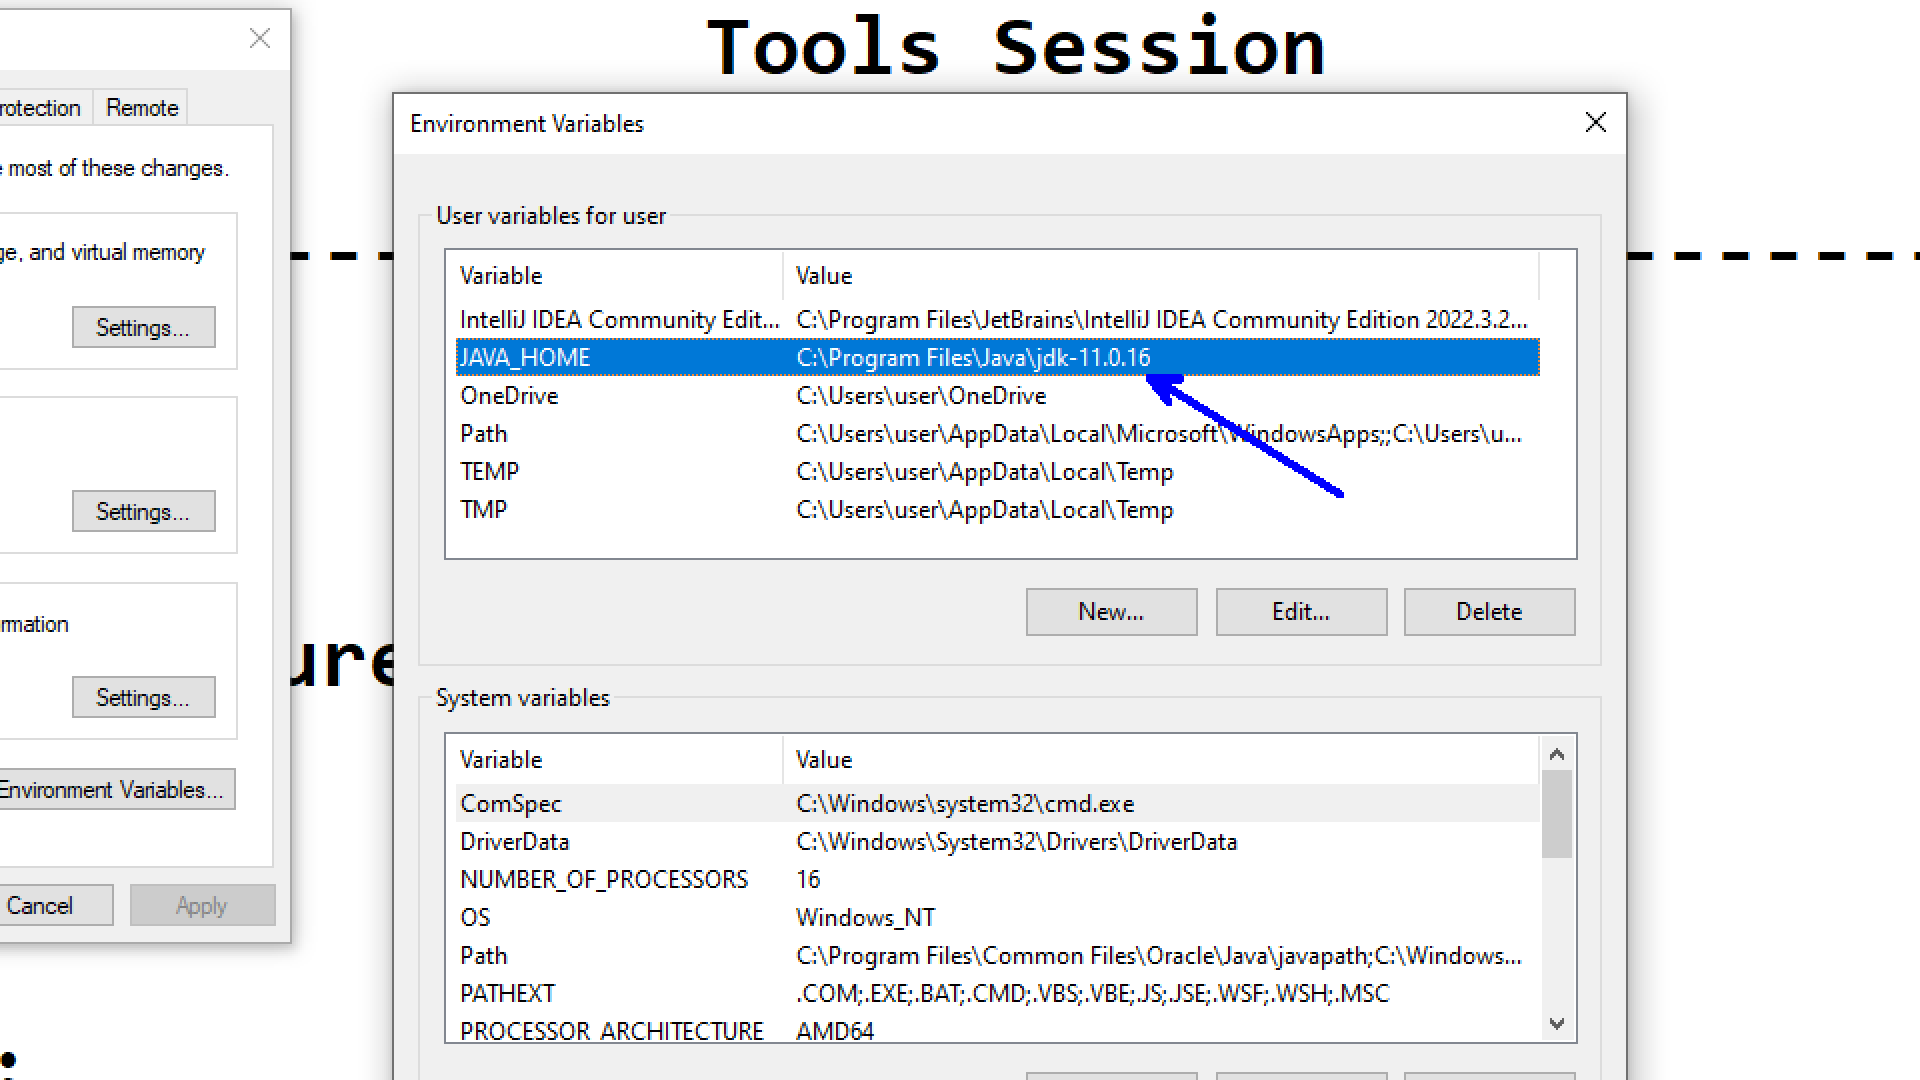 Tools Session
rotection
Remote
most of these changes.
ge, and virtual memory
Settings...
Settings...
rmation
Settings...
Environment Variables...
Cancel
Apply
ure
Environment Variables
User variables for user
Variable Value
IntelliJ IDEA Community Edit... C:\Program Files\JetBrains\IntelliJ IDEA Community Edition 2022.3.2...
JAVA_HOME C:\Program Files\Java\jdk-11.0.16
OneDrive C:\Users\user\OneDrive
Path C:\Users\user\AppData\Local\Microsoft\WindowsApps;;C:\Users\u...
TEMP C:\Users\user\AppData\Local\Temp
TMP C:\Users\user\AppData\Local\Temp
New... Edit... Delete
System variables
Variable Value
ComSpec C:\Windows\system32\cmd.exe
DriverData C:\Windows\System32\Drivers\DriverData
NUMBER_OF_PROCESSORS 16
OS Windows_NT
Path C:\Program Files\Common Files\Oracle\Java\javapath;C:\Windows...
PATHEXT .COM;.EXE;.BAT;.CMD;.VBS;.VBE;.JS;.JSE;.WSF;.WSH;.MSC
PROCESSOR_ARCHITECTURE AMD64